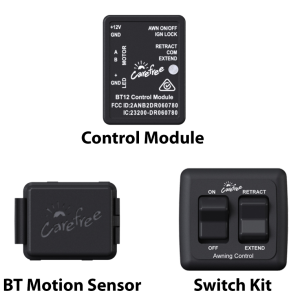 +12V AWN ON/OFF
GND IGN LOCK
A MOTOR RETRACT
B COM
EXTEND
+ LED
GND
Carefree
BT12 Control Module
FCC ID:2ANB2DR060780
IC:23200-DR060780
Control Module
Carefree
BT Motion Sensor
ON Carefree RETRACT
OFF EXTEND
Awning Control
Switch Kit